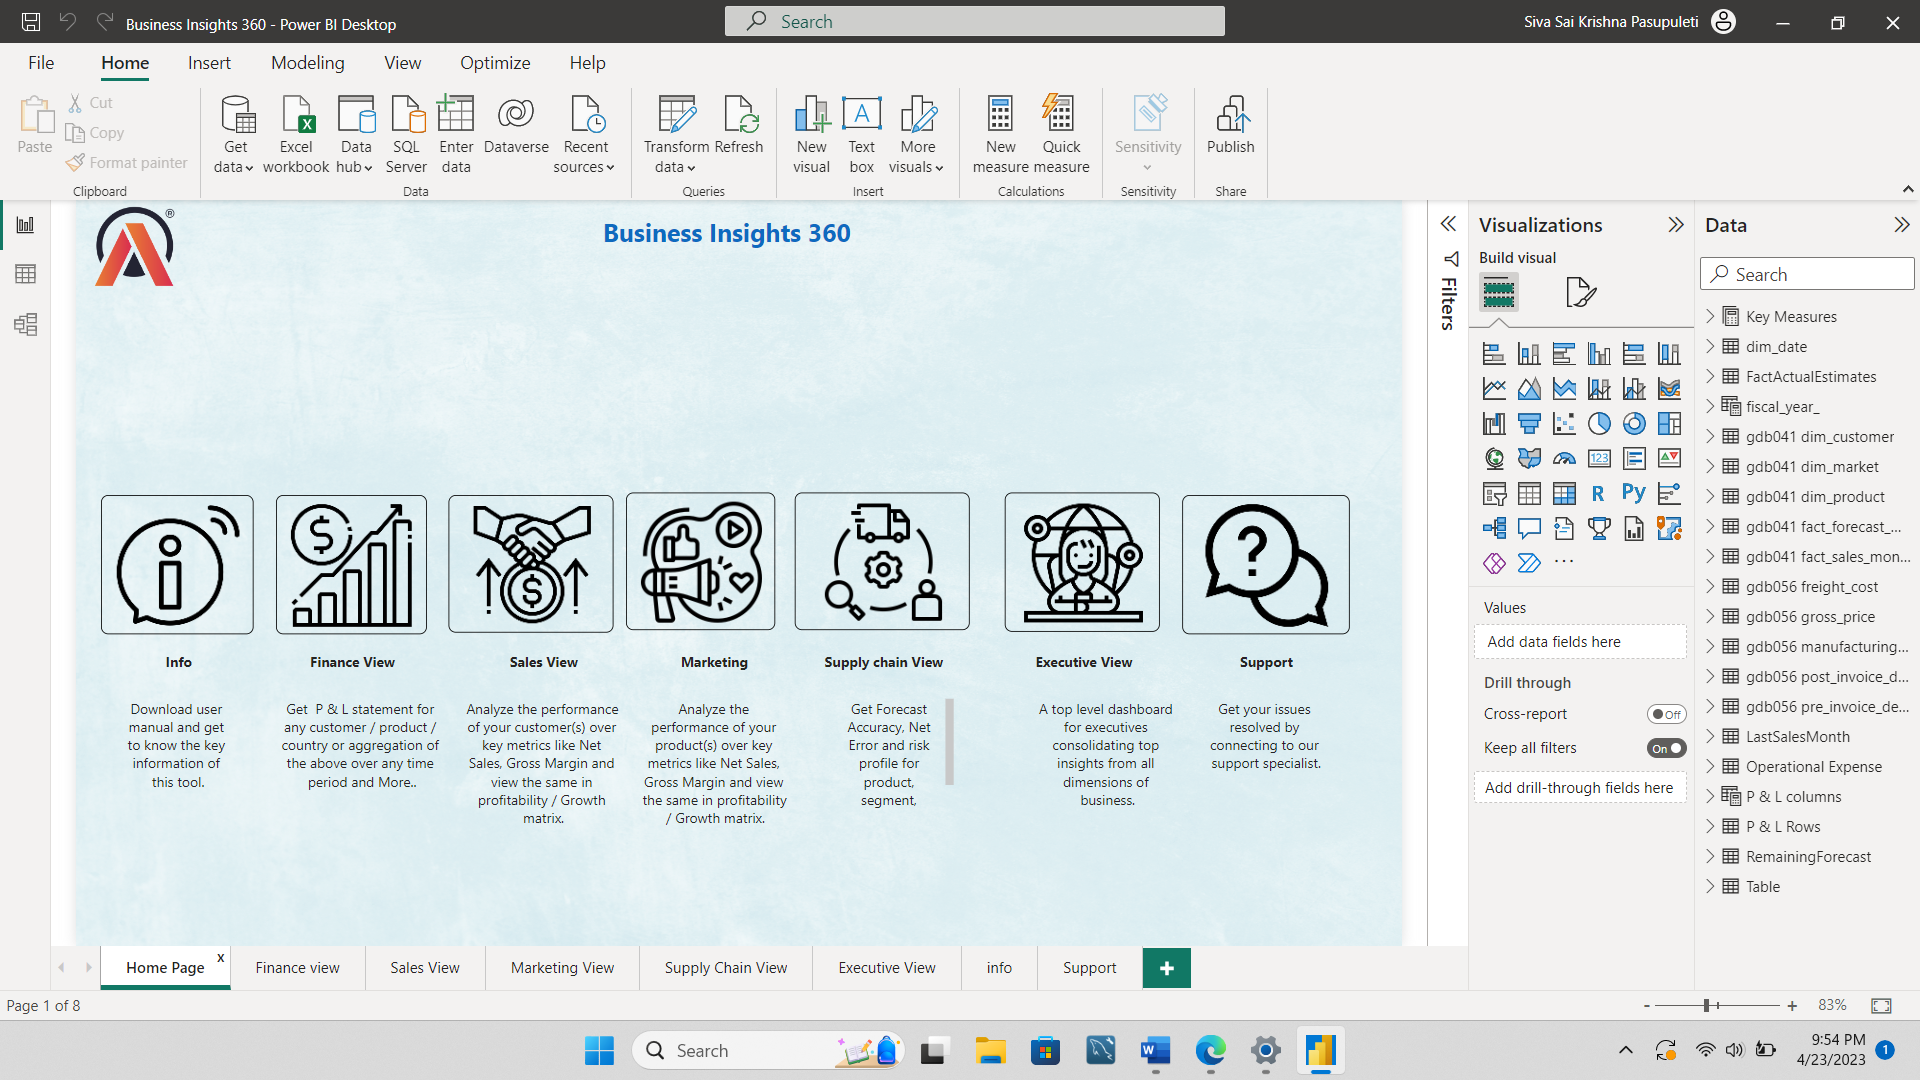 Business Insights 360 - Power BI Desktop
Search
Siva Sai Krishna Pasupuleti
File
Home
Insert
Modeling
View
Optimize
Help
Paste
Cut
Copy
Format painter
Clipboard
Get
data
Excel
workbook
Data
hub
SQL
Server
Enter
data
Dataverse
Recent
sources
Data
Transform
data
Refresh
Queries
New
visual
Text
box
More
visuals
Insert
New
measure
Quick
measure
Calculations
Sensitivity
Sensitivity
Publish
Share
Business Insights 360
Info
Download user
manual and get
to know the key
information of
this tool.
Finance View
Get P & L statement for
any customer / product /
country or aggregation of
the above over any time
period and More..
Sales View
Analyze the performance
of your customer(s) over
key metrics like Net
Sales, Gross Margin and
view the same in
profitability / Growth
matrix.
Marketing
Analyze the
performance of your
product(s) over key
metrics like Net Sales,
Gross Margin and view
the same in profitability
/ Growth matrix.
Supply chain View
Get Forecast
Accuracy, Net
Error and risk
profile for
product,
segment,
Executive View
A top level dashboard
for executives
consolidating top
insights from all
dimensions of
business.
Support
Get your issues
resolved by
connecting to our
support specialist.
Filters
Visualizations
Build visual
123
R
Py
...
Values
Add data fields here
Drill through
Cross-report
Off
Keep all filters
On
Add drill-through fields here
Data
Search
Key Measures
dim_date
FactActualEstimates
fiscal_year_
gdb041 dim_customer
gdb041 dim_market
gdb041 dim_product
gdb041 fact_forecast_...
gdb041 fact_sales_mon...
gdb056 freight_cost
gdb056 gross_price
gdb056 manufacturing...
gdb056 post_invoice_d...
gdb056 pre_invoice_de...
LastSalesMonth
Operational Expense
P & L columns
P & L Rows
RemainingForecast
Table
Home Page
x
Finance view
Sales View
Marketing View
Supply Chain View
Executive View
info
Support
+
Page 1 of 8
- + 83%
Search
9:54 PM
4/23/2023
1